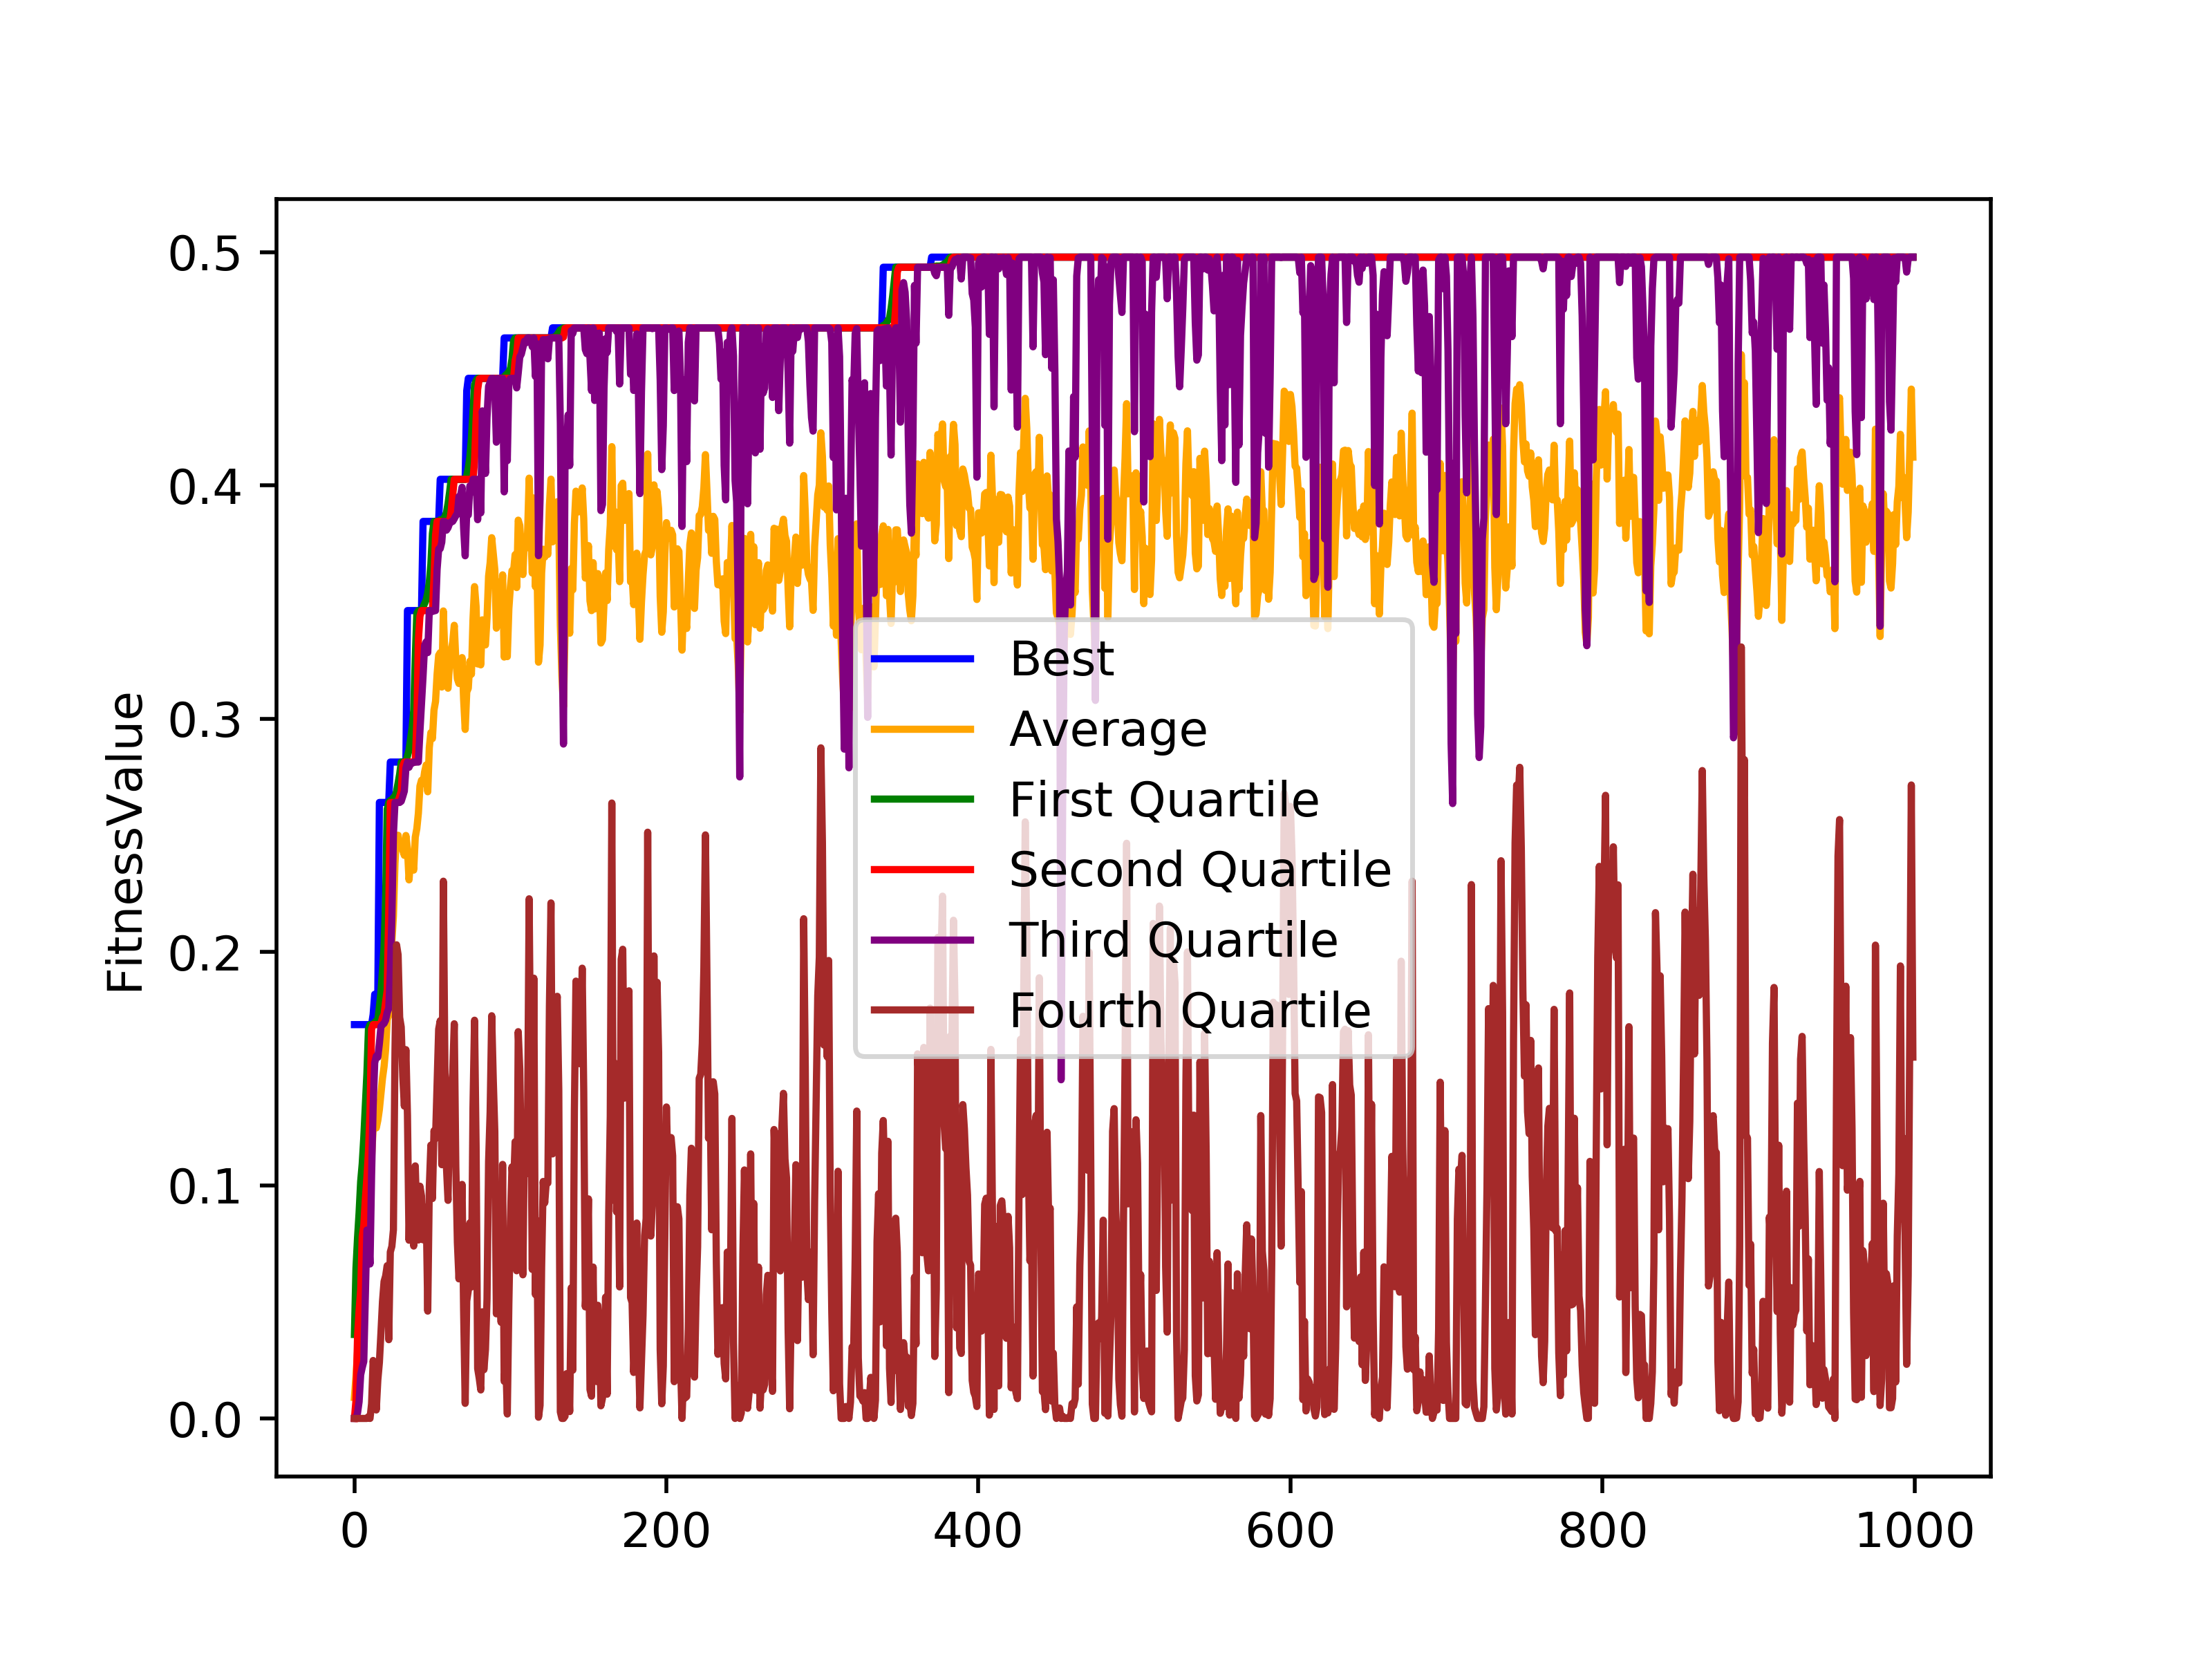 0.5
0.4
0.3
0.2
0.1
0.0
FitnessValue
Best
Average
First Quartile
Second Quartile
Third Quartile
Fourth Quartile
0 200 400 600 800 1000